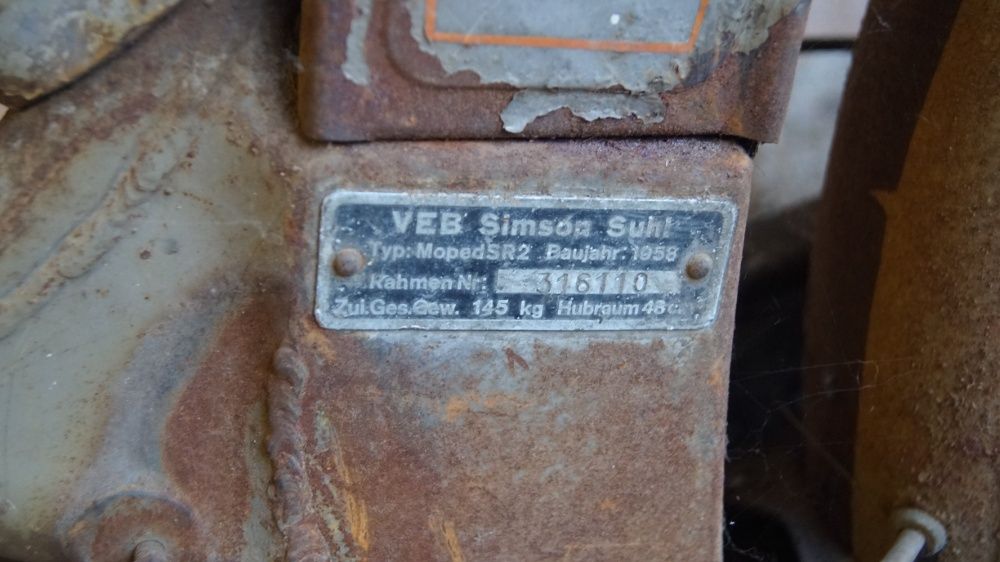 VEB Simson Suhl
Typ: Moped SR2 Baujahr: 1958
Rahmen Nr: 316110
Zul.Ges.Gew. 145 kg Hubraum 48 c